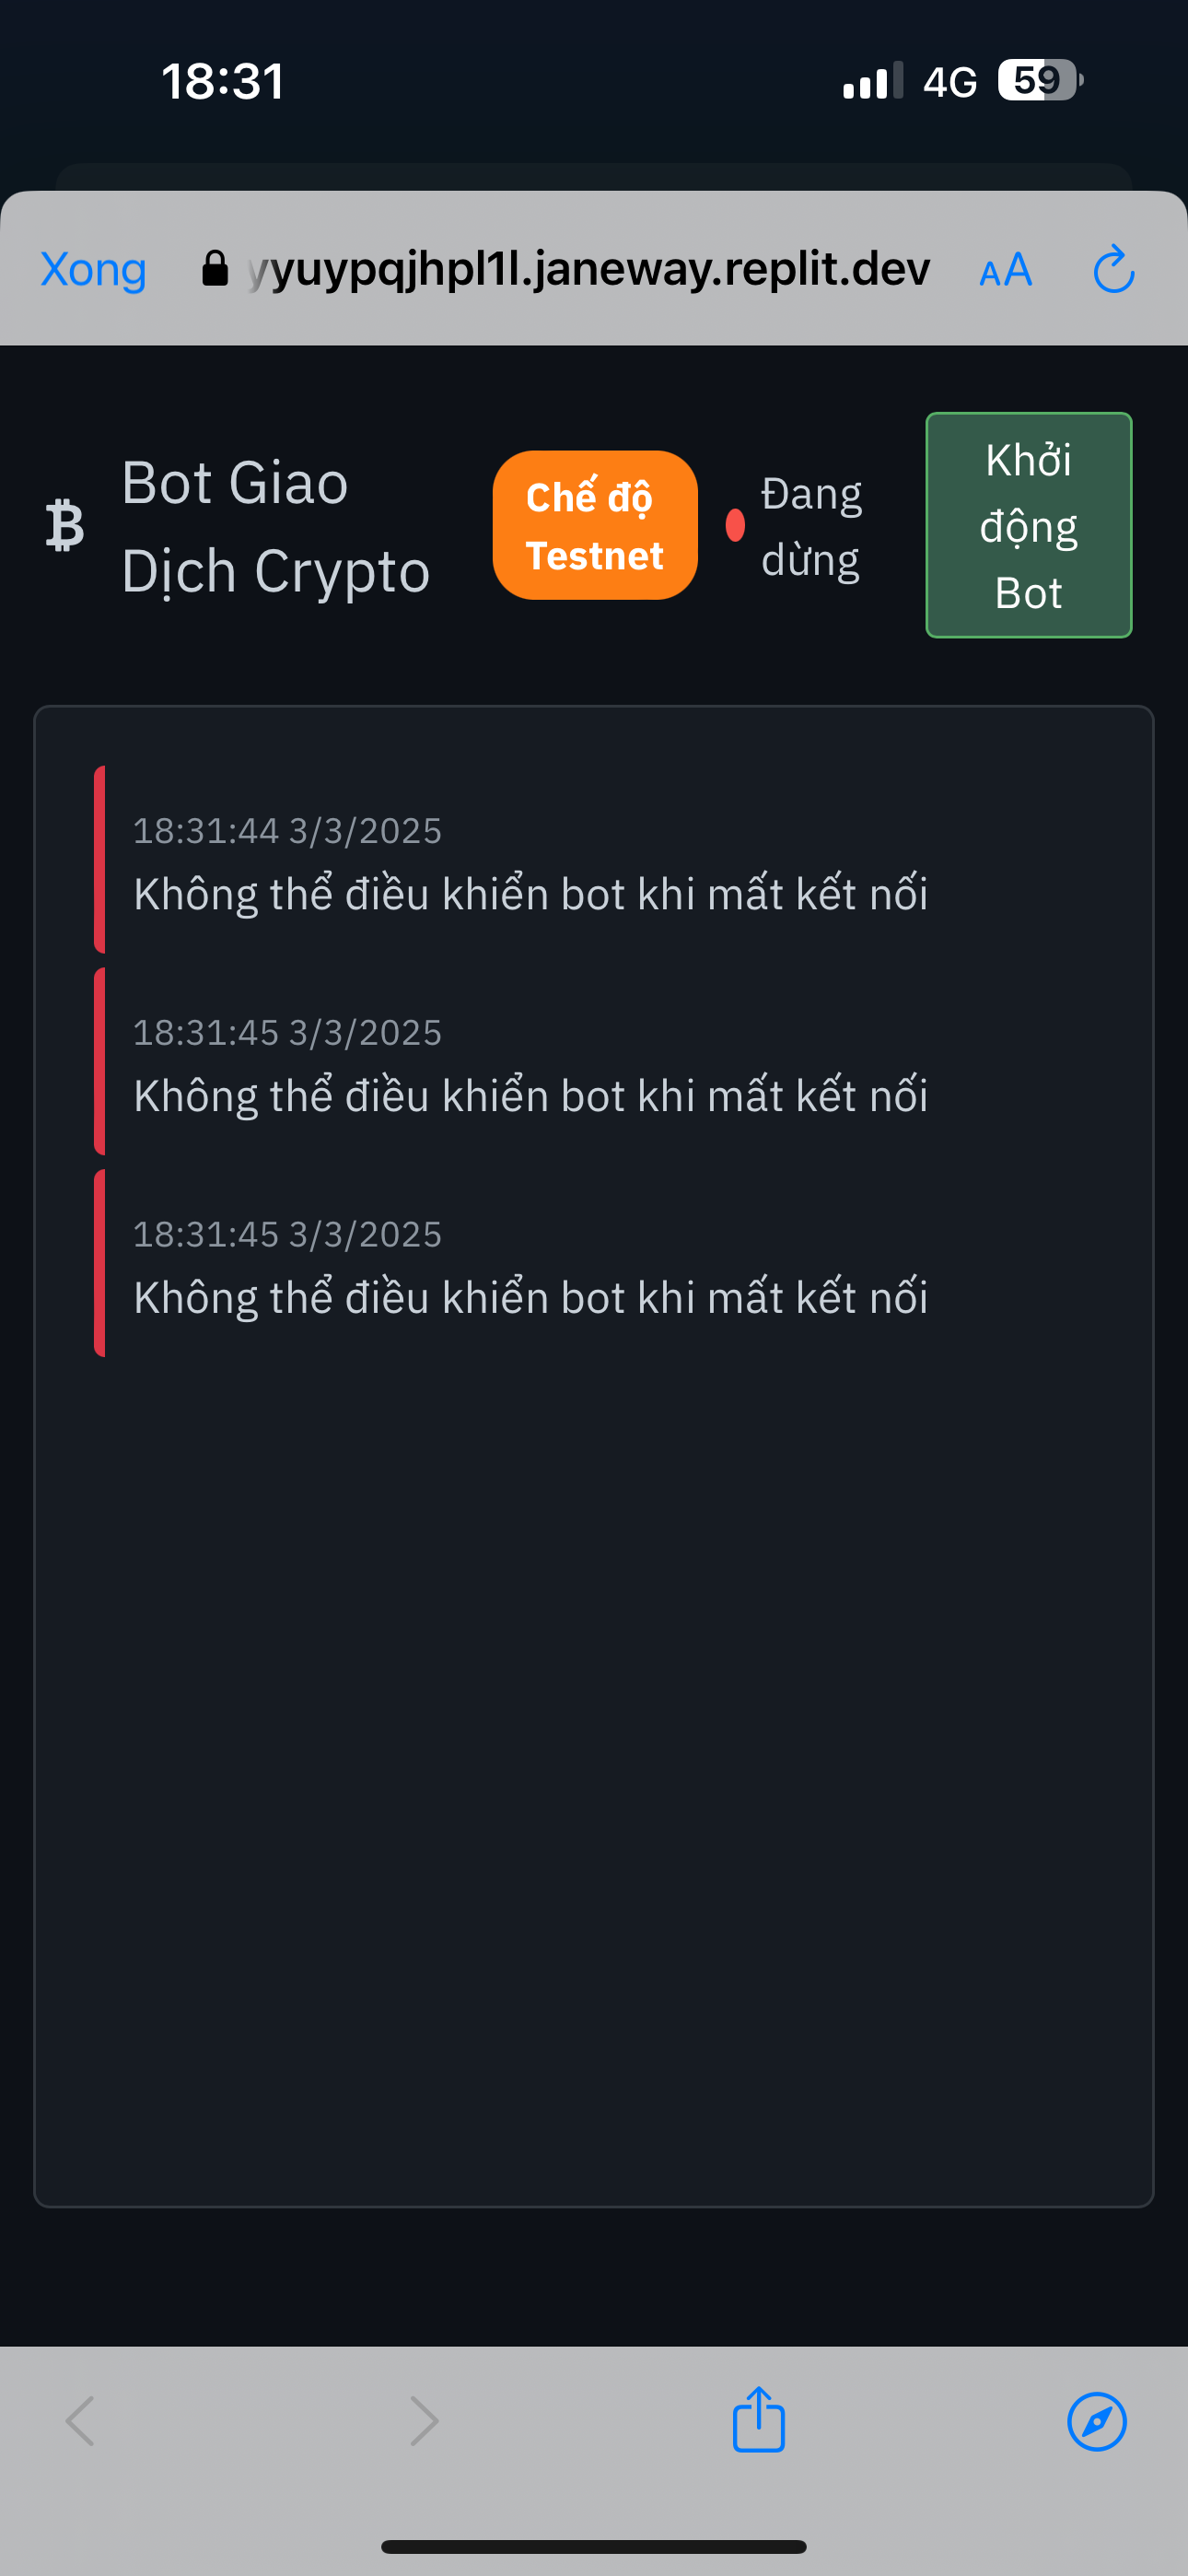 18:31
4G 59
Xong
yyuypqjhpl1l.janeway.replit.dev
AA
Bot Giao
Dịch Crypto
Chế độ
Testnet
Đang
dừng
Khởi
động
Bot
18:31:44 3/3/2025
Không thể điều khiển bot khi mất kết nối
18:31:45 3/3/2025
Không thể điều khiển bot khi mất kết nối
18:31:45 3/3/2025
Không thể điều khiển bot khi mất kết nối